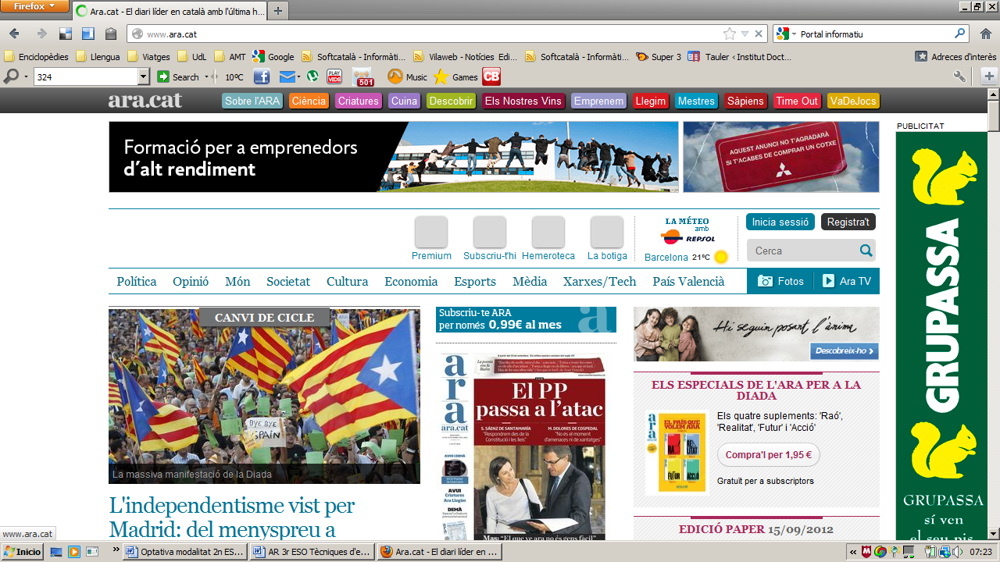 Firefox
Ara.cat - El diari líder en català amb l'última h...
www.ara.cat
Portal informatiu
Enciclopèdies
Llengua
Viatges
UdL
AMT
Google
Softcatalà - Informàti...
Vilaweb - Notícies Edi...
Softcatalà - Informàti...
Super 3
Tauler ‹ Institut Doct...
Adreces d'interès
324
Search
10ºC
PLAY VIDS
501
Music
Games
CB
ara.cat
Sobre l'ARA
Ciència
Criatures
Cuina
Descobrir
Els Nostres Vins
Emprenem
Llegim
Mestres
Sàpiens
Time Out
VaDeJocs
Formació per a emprenedors
d'alt rendiment
AQUEST ANUNCI NO T'AGRADARÀ
SI T'ACABES DE COMPRAR UN COTXE
PUBLICITAT
Premium
Subscriu-t'hi
Hemeroteca
La botiga
LA MÉTEO
amb
REPSOL
Barcelona 21ºC
Inicia sessió
Registra't
Cerca
Política
Opinió
Món
Societat
Cultura
Economia
Esports
Mèdia
Xarxes/Tech
País Valencià
Fotos
Ara TV
CANVI DE CICLE
BYE BYE
SPAIN
La massiva manifestació de la Diada
L'independentisme vist per
Madrid: del menyspreu a
Subscriu-te ARA
per només 0,99€ al mes
ara
ara.cat
El PP
passa a l'atac
S. SÁENZ DE SANTAMARÍA
"Respondrem des de la
Constitució i les lleis"
M. DOLORES DE COSPEDAL
"No és el moment
d'amenaces ni de xantatges"
AVUI
Criatures
Ara Llegim
DEMÀ
Mas: "El que ve ara no és gens fàcil"
Hi seguim posant l'ànima
Descobreix-ho
ELS ESPECIALS DE L'ARA PER A LA
DIADA
EL PAÍS QUE
VOLEM ARA
FUTUR
ACCIÓ
Els quatre suplements: 'Raó',
'Realitat', 'Futur' i 'Acció'
Compra'l per 1,95 €
Gratuït per a subscriptors
EDICIÓ PAPER 15/09/2012
GRUPASSA
GRUPASSA
sí ven
el seu pis
www.ara.cat
Inicio
Optativa modalitat 2n ES...
AR 3r ESO Tècniques d'e...
Ara.cat - El diari líder en ...
07:23